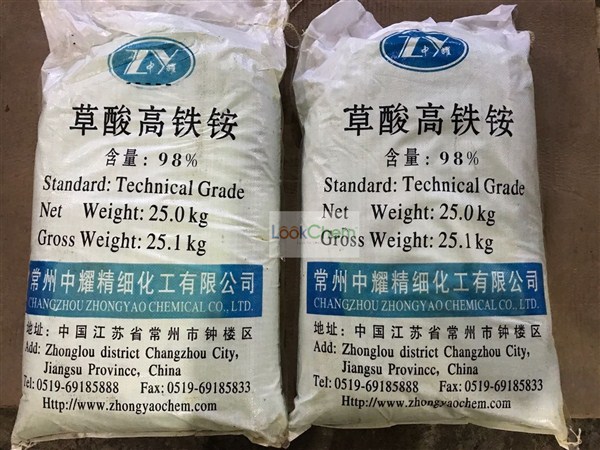 ZY
中耀
草酸高铁铵
含量: 98%
Standard: Technical Grade
Net Weight: 25.0 kg
Gross Weight: 25.1 kg
常州中耀精细化工有限公司
CHANGZHOU ZHONGYAO CHEMICAL CO., LTD.
地址: 中国江苏省常州市钟楼区
Add: Zhonglou district Changzhou City,
Jiangsu Provincc, China
Tel: 0519-69185888 Fax: 0519-69185833
Http://www.zhongyaochem.com
ZY
中耀
草酸高铁铵
含量: 98%
Standard: Technical Grade
Net Weight: 25.0 kg
Gross Weight: 25.1 kg
常州中耀精细化工有限公司
CHANGZHOU ZHONGYAO CHEMICAL CO., LTD.
地址: 中国江苏省常州市钟楼区
Add: Zhonglou district Changzhou City,
Jiangsu Provincc, China
Tel: 0519-69185888 Fax: 0519-69185833
Http://www.zhongyaochem.com
LookChem